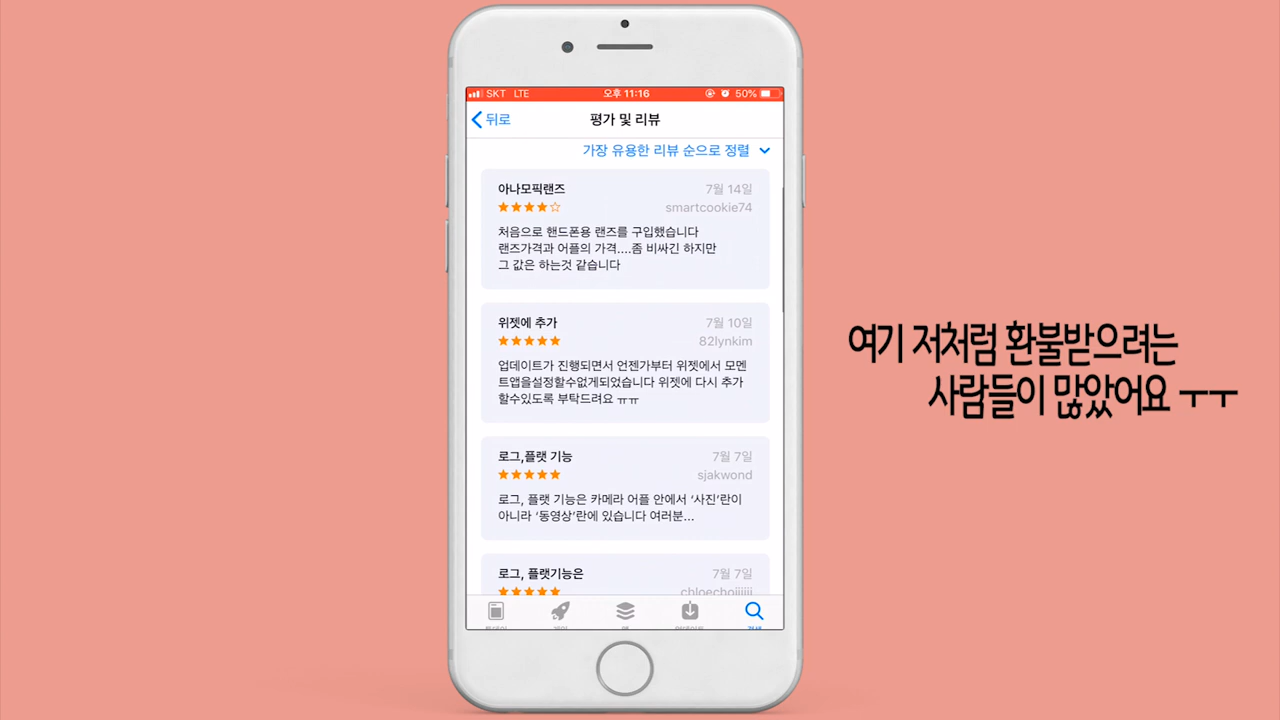 SKT LTE 오후 11:16 50%
뒤로 평가 및 리뷰
가장 유용한 리뷰 순으로 정렬
아나모픽랜즈 7월 14일
smartcookie74
처음으로 핸드폰용 랜즈를 구입했습니다
랜즈가격과 어플의 가격....좀 비싸긴 하지만
그 값은 하는것 같습니다
위젯에 추가 7월 10일
82lynkim
업데이트가 진행되면서 언젠가부터 위젯에서 모멘
트앱을설정할수없게되었습니다 위젯에 다시 추가
할수있도록 부탁드려요 ㅠㅠ
로그,플랫 기능 7월 7일
sjakwond
로그, 플랫 기능은 카메라 어플 안에서 ‘사진’란이
아니라 ‘동영상’란에 있습니다 여러분...
로그, 플랫기능은 7월 7일
여기 저처럼 환불받으려는
사람들이 많았어요 ㅜㅜ